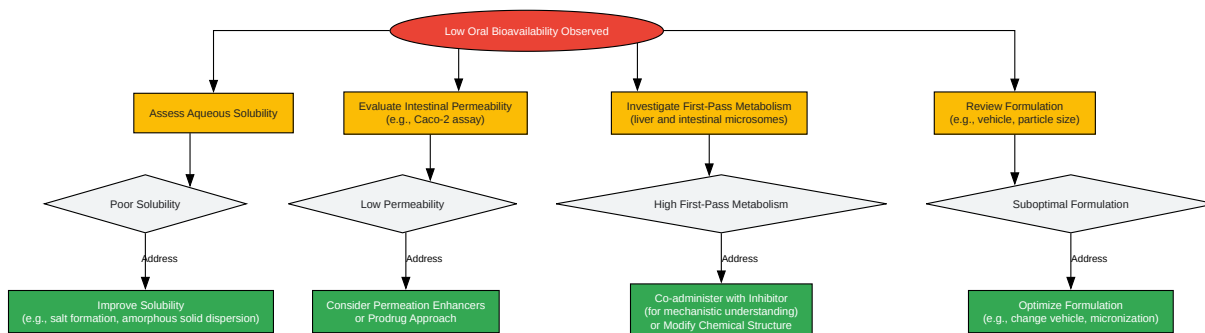 Low Oral Bioavailability Observed
Assess Aqueous Solubility
Evaluate Intestinal Permeability
(e.g., Caco-2 assay)
Investigate First-Pass Metabolism
(liver and intestinal microsomes)
Review Formulation
(e.g., vehicle, particle size)
Poor Solubility
Low Permeability
High First-Pass Metabolism
Suboptimal Formulation
Address
Address
Address
Address
Improve Solubility
(e.g., salt formation, amorphous solid dispersion)
Consider Permeation Enhancers
or Prodrug Approach
Co-administer with Inhibitor
(for mechanistic understanding)
or Modify Chemical Structure
Optimize Formulation
(e.g., change vehicle, micronization)